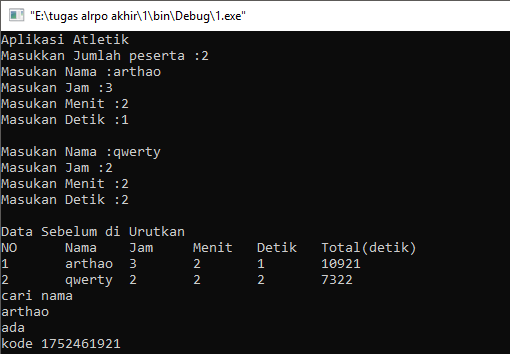 "E:\tugas alrpo akhir\1\bin\Debug\1.exe"
Aplikasi Atletik
Masukkan Jumlah peserta :2
Masukan Nama :arthao
Masukan Jam :3
Masukan Menit :2
Masukan Detik :1
Masukan Nama :qwerty
Masukan Jam :2
Masukan Menit :2
Masukan Detik :2
Data Sebelum di Urutkan
NO Nama Jam Menit Detik Total(detik)
1 arthao 3 2 1 10921
2 qwerty 2 2 2 7322
cari nama
arthao
ada
kode 1752461921